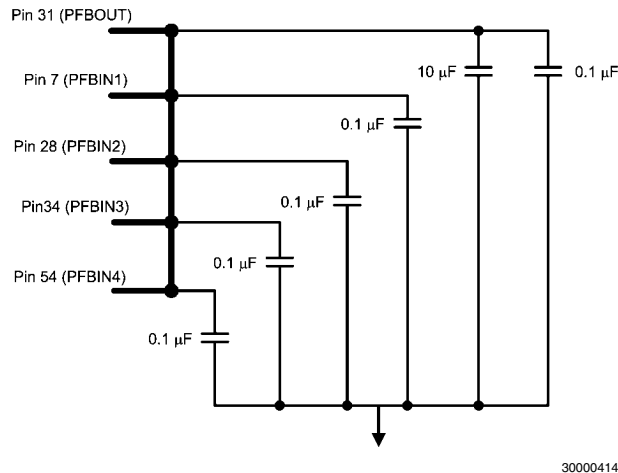 Pin 31 (PFBOUT)
10 µF
0.1 µF
Pin 7 (PFBIN1)
0.1 µF
Pin 28 (PFBIN2)
0.1 µF
Pin34 (PFBIN3)
0.1 µF
Pin 54 (PFBIN4)
0.1 µF
30000414